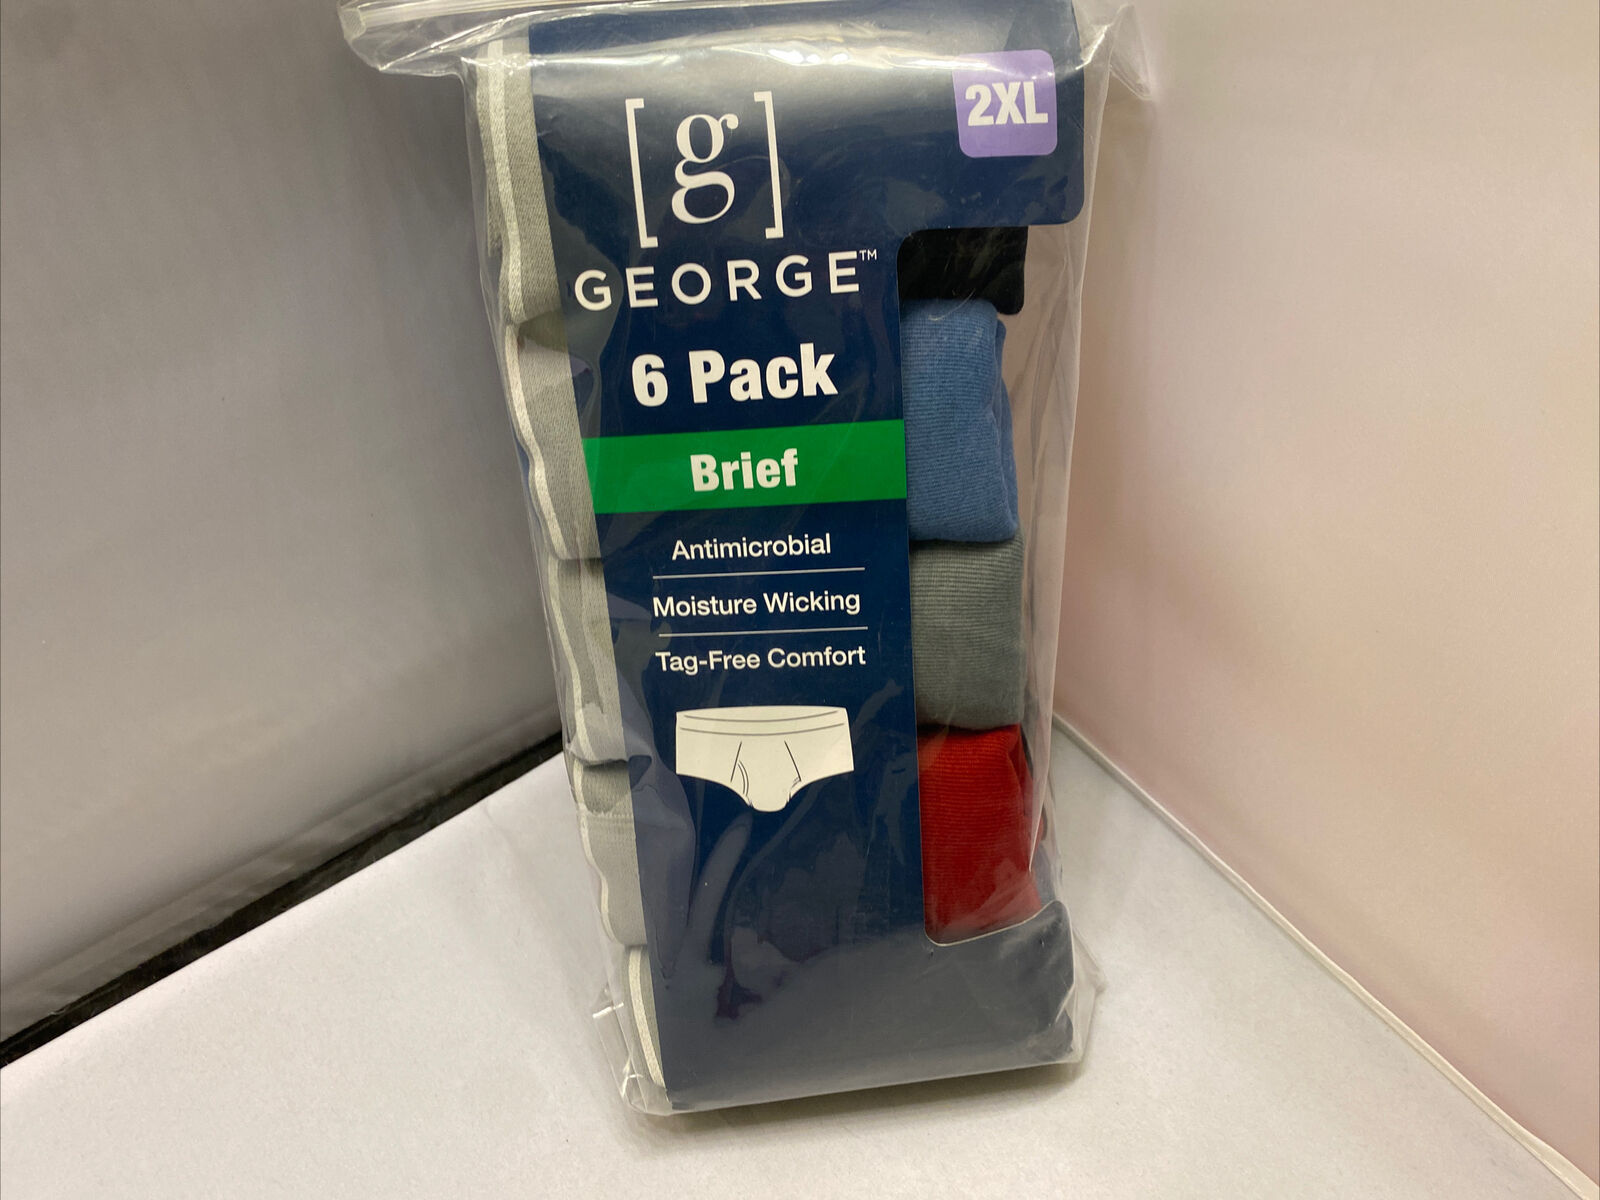 2XL
[g]
GEORGE™
6 Pack
Brief
Antimicrobial
Moisture Wicking
Tag-Free Comfort